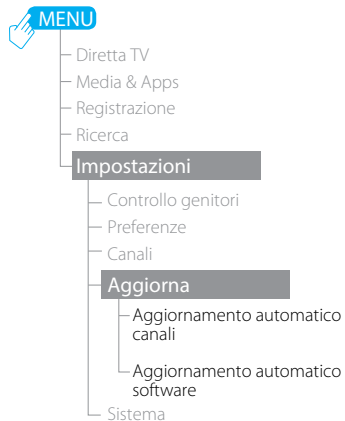 MENU
Diretta TV
Media & Apps
Registrazione
Ricerca
Impostazioni
Controllo genitori
Preferenze
Canali
Aggiorna
Aggiornamento automatico
canali
Aggiornamento automatico
software
Sistema